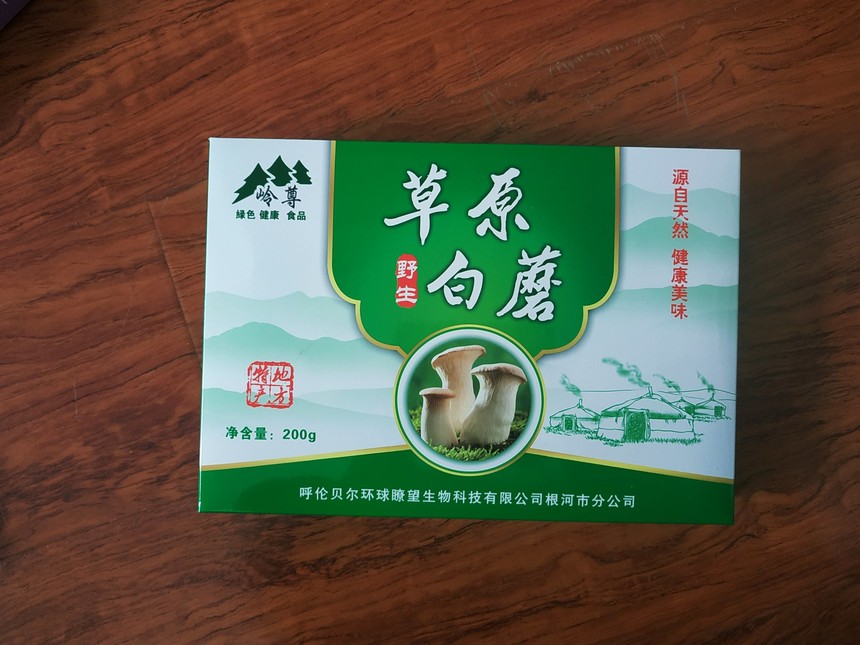 岭尊
緑色 健康 食品
草原
野生
白蘑
源自天然 健康美味
地方
特产
净含量：200g
呼伦贝尔环球瞭望生物科技有限公司根河市分公司